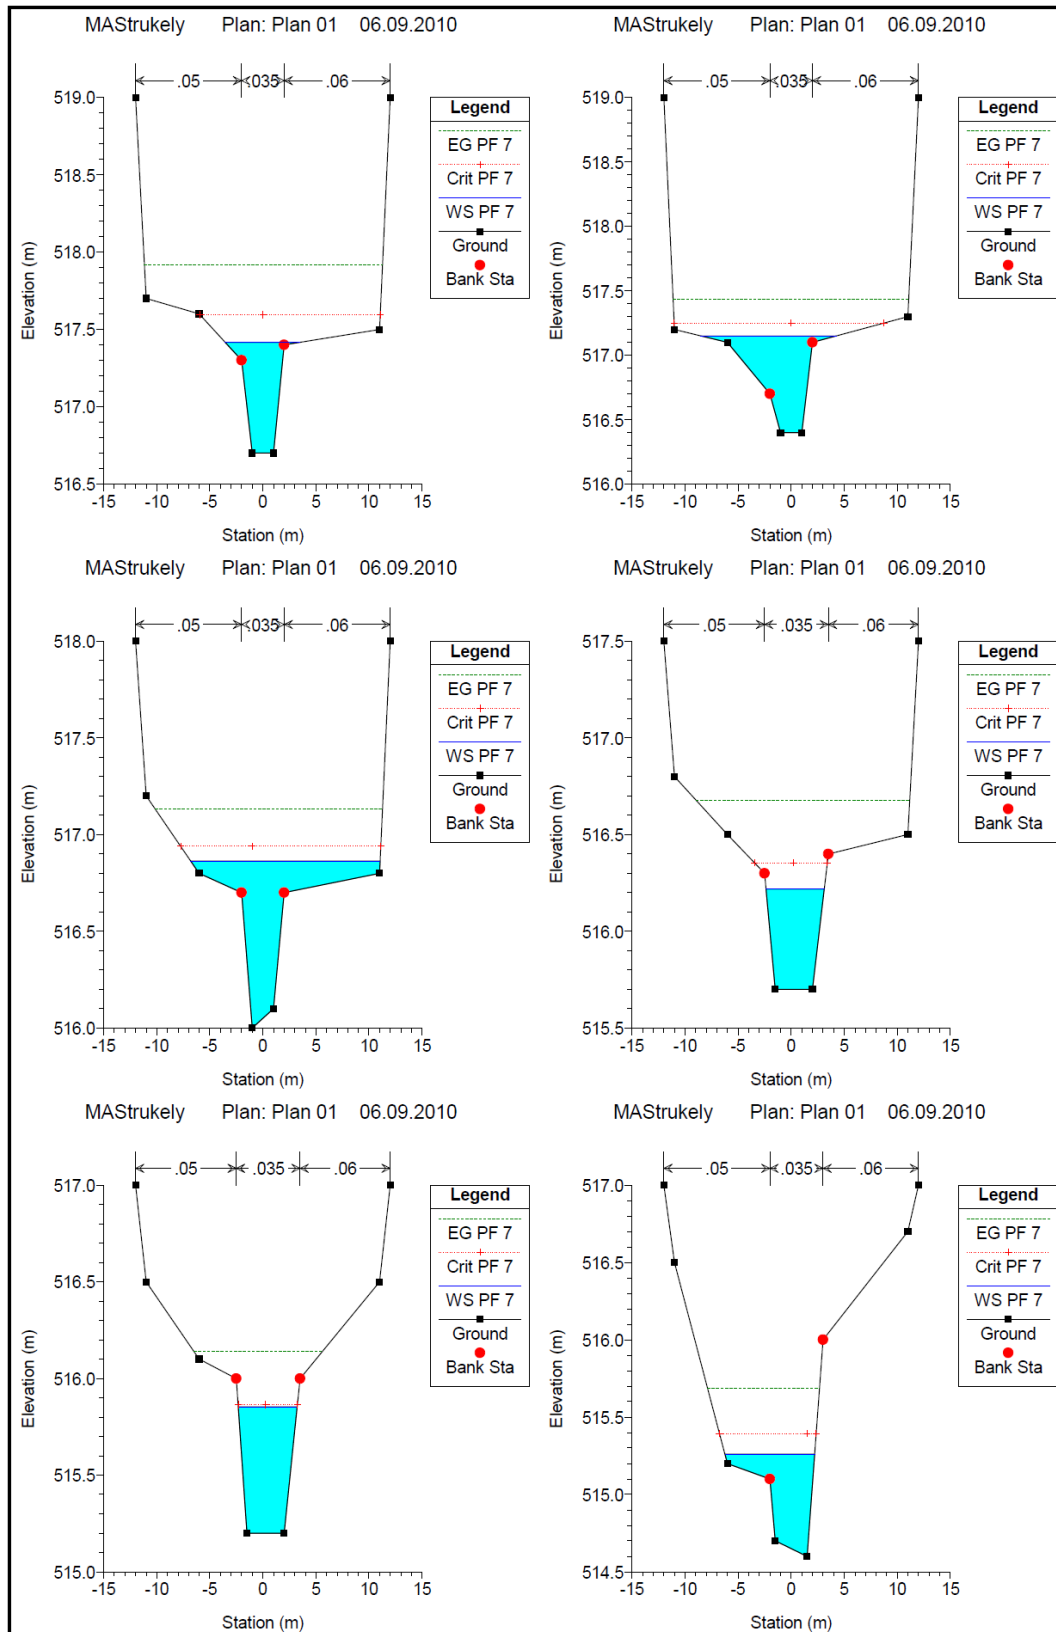 MAStrukely Plan: Plan 01 06.09.2010
.05 .035 .06
519.0
518.5
518.0
517.5
517.0
516.5
Elevation (m)
-15 -10 -5 0 5 10 15
Station (m)
Legend
EG PF 7
Crit PF 7
WS PF 7
Ground
Bank Sta
MAStrukely Plan: Plan 01 06.09.2010
.05 .035 .06
519.0
518.5
518.0
517.5
517.0
516.5
516.0
Elevation (m)
-15 -10 -5 0 5 10 15
Station (m)
Legend
EG PF 7
Crit PF 7
WS PF 7
Ground
Bank Sta
MAStrukely Plan: Plan 01 06.09.2010
.05 .035 .06
518.0
517.5
517.0
516.5
516.0
Elevation (m)
-15 -10 -5 0 5 10 15
Station (m)
Legend
EG PF 7
Crit PF 7
WS PF 7
Ground
Bank Sta
MAStrukely Plan: Plan 01 06.09.2010
.05 .035 .06
517.5
517.0
516.5
516.0
515.5
Elevation (m)
-15 -10 -5 0 5 10 15
Station (m)
Legend
EG PF 7
Crit PF 7
WS PF 7
Ground
Bank Sta
MAStrukely Plan: Plan 01 06.09.2010
.05 .035 .06
517.0
516.5
516.0
515.5
515.0
Elevation (m)
-15 -10 -5 0 5 10 15
Station (m)
Legend
EG PF 7
Crit PF 7
WS PF 7
Ground
Bank Sta
MAStrukely Plan: Plan 01 06.09.2010
.05 .035 .06
517.0
516.5
516.0
515.5
515.0
514.5
Elevation (m)
-15 -10 -5 0 5 10 15
Station (m)
Legend
EG PF 7
Crit PF 7
WS PF 7
Ground
Bank Sta